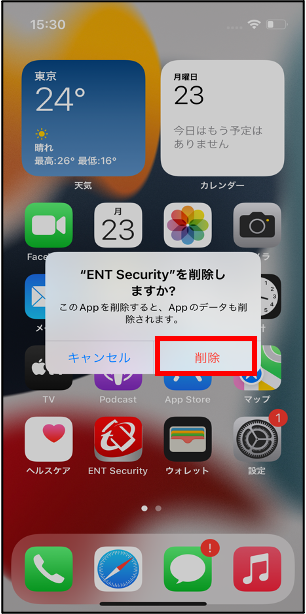 15:30
東京
24°
晴れ
最高:26° 最低:16°
天気
月曜日
23
今日はもう予定は
ありません
カレンダー
月
23
“ENT Security”を削除し
ますか?
このAppを削除すると、Appのデータも削
除されます。
キャンセル
削除
TV
Podcast
App Store
マップ
1
ヘルスケア
ENT Security
ウォレット
設定
!